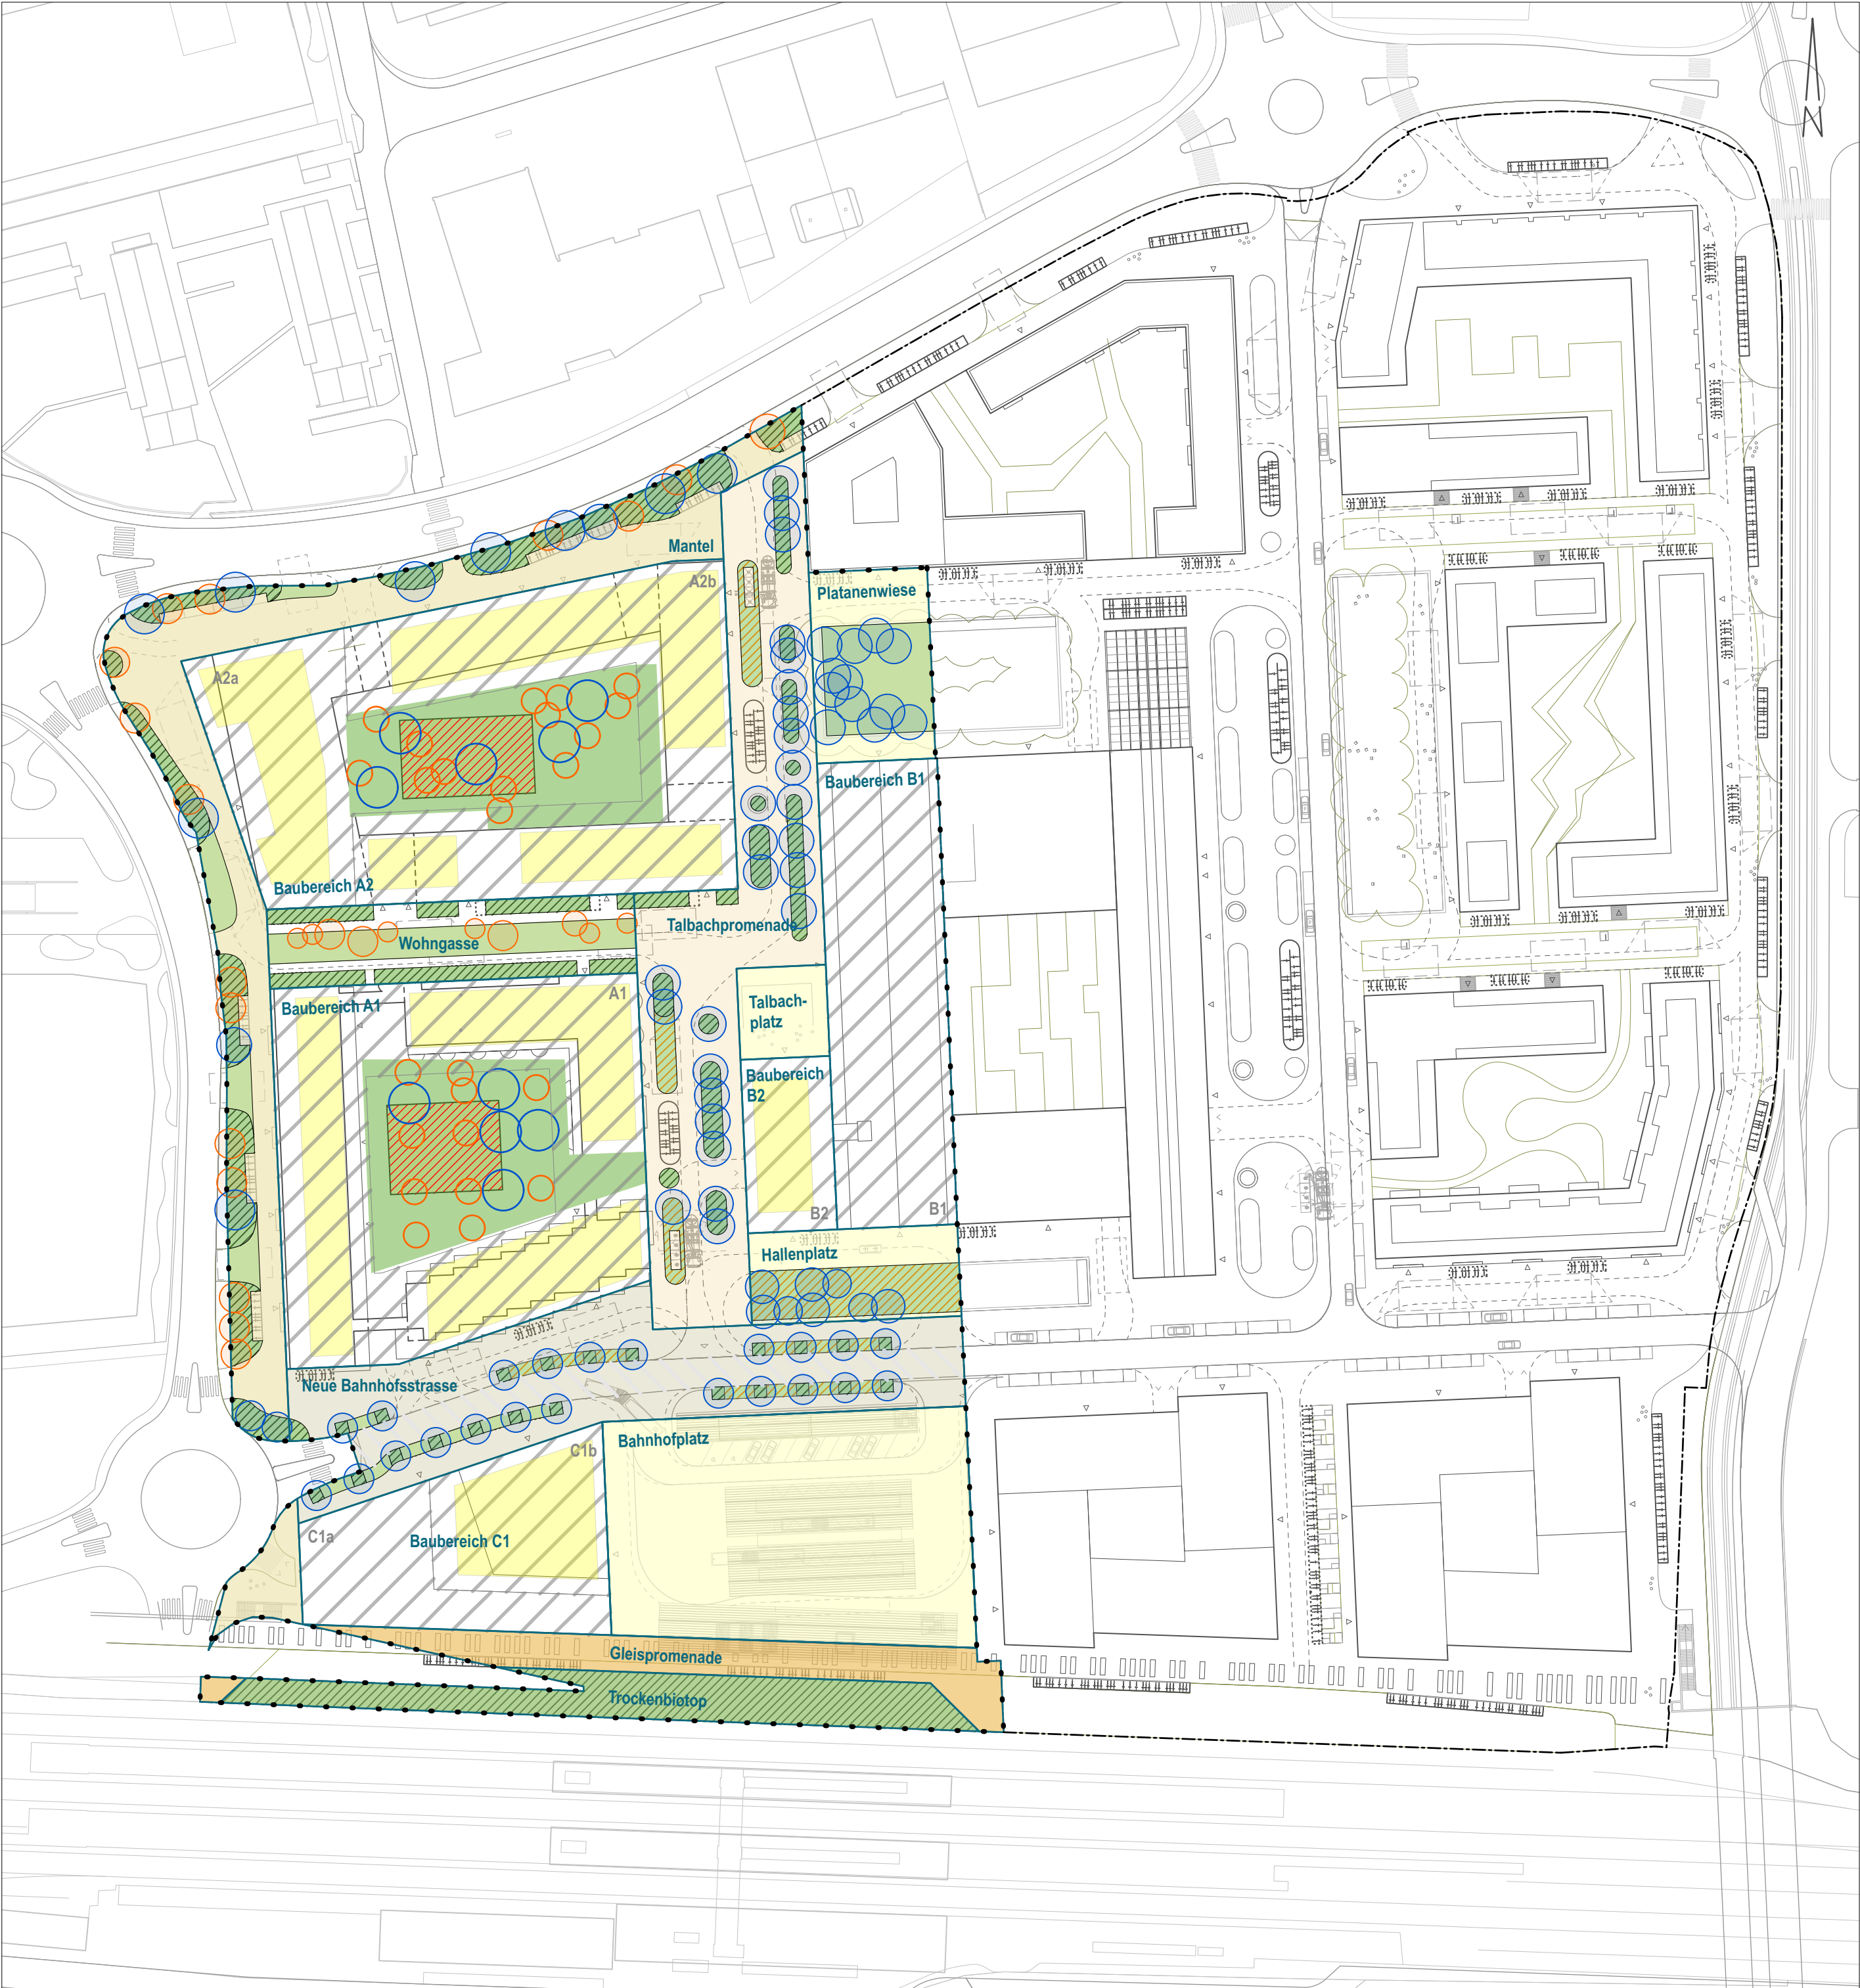 N
Mantel
A2b
Platanenwiese
A2a
Baubereich B1
Baubereich A2
Talbachpromenade
Wohngasse
A1
Baubereich A1
Talbach-
platz
Baubereich
B2
B2
B1
Hallenplatz
Neue Bahnhofsstrasse
Bahnhofplatz
C1b
C1a
Baubereich C1
Gleispromenade
Trockenbiotop